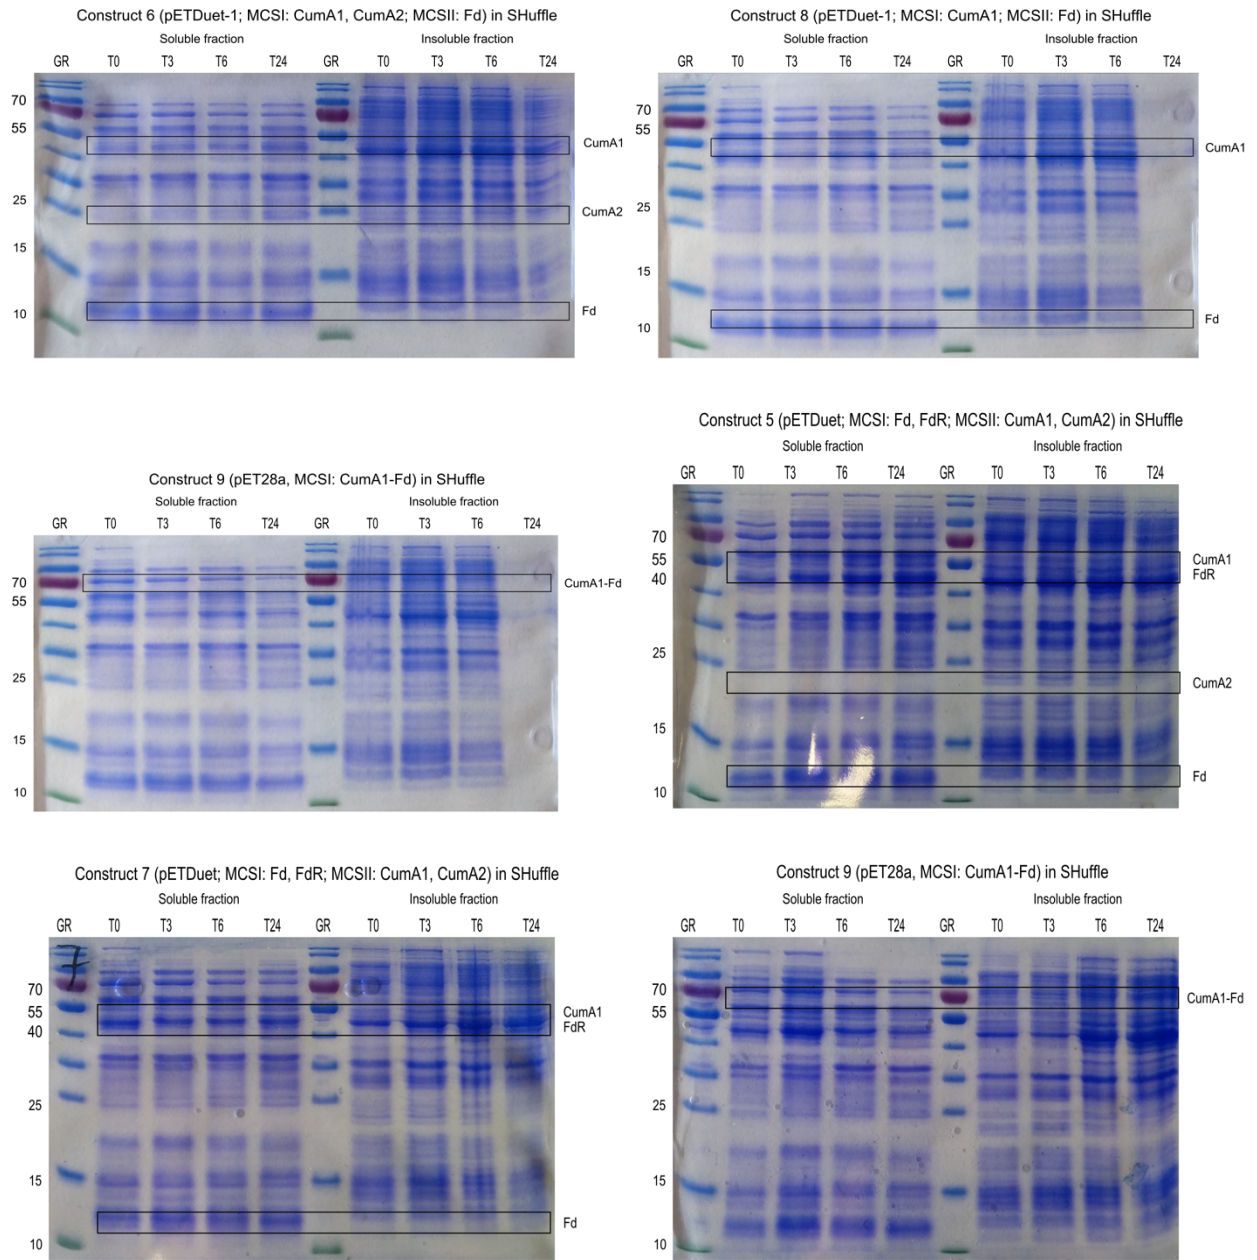 Construct 6 (pETDuet-1; MCSI: CumA1, CumA2; MCSII: Fd) in SHuffle
Soluble fraction Insoluble fraction
GR T0 T3 T6 T24 GR T0 T3 T6 T24
70
55
CumA1
25
CumA2
15
10
Fd
Construct 8 (pETDuet-1; MCSI: CumA1; MCSII: Fd) in SHuffle
Soluble fraction Insoluble fraction
GR T0 T3 T6 T24 GR T0 T3 T6 T24
70
55
CumA1
25
15
10
Fd
Construct 9 (pET28a, MCSI: CumA1-Fd) in SHuffle
Soluble fraction Insoluble fraction
GR T0 T3 T6 T24 GR T0 T3 T6 T24
70
CumA1-Fd
55
25
15
10
Construct 5 (pETDuet; MCSI: Fd, FdR; MCSII: CumA1, CumA2) in SHuffle
Soluble fraction Insoluble fraction
GR T0 T3 T6 T24 GR T0 T3 T6 T24
70
55 CumA1
40 FdR
25
CumA2
15
Fd
10
Construct 7 (pETDuet; MCSI: Fd, FdR; MCSII: CumA1, CumA2) in SHuffle
Soluble fraction Insoluble fraction
GR T0 T3 T6 T24 GR T0 T3 T6 T24
7
70
55 CumA1
40 FdR
25
15
Fd
10
Construct 9 (pET28a, MCSI: CumA1-Fd) in SHuffle
Soluble fraction Insoluble fraction
GR T0 T3 T6 T24 GR T0 T3 T6 T24
70
CumA1-Fd
55
25
15
10